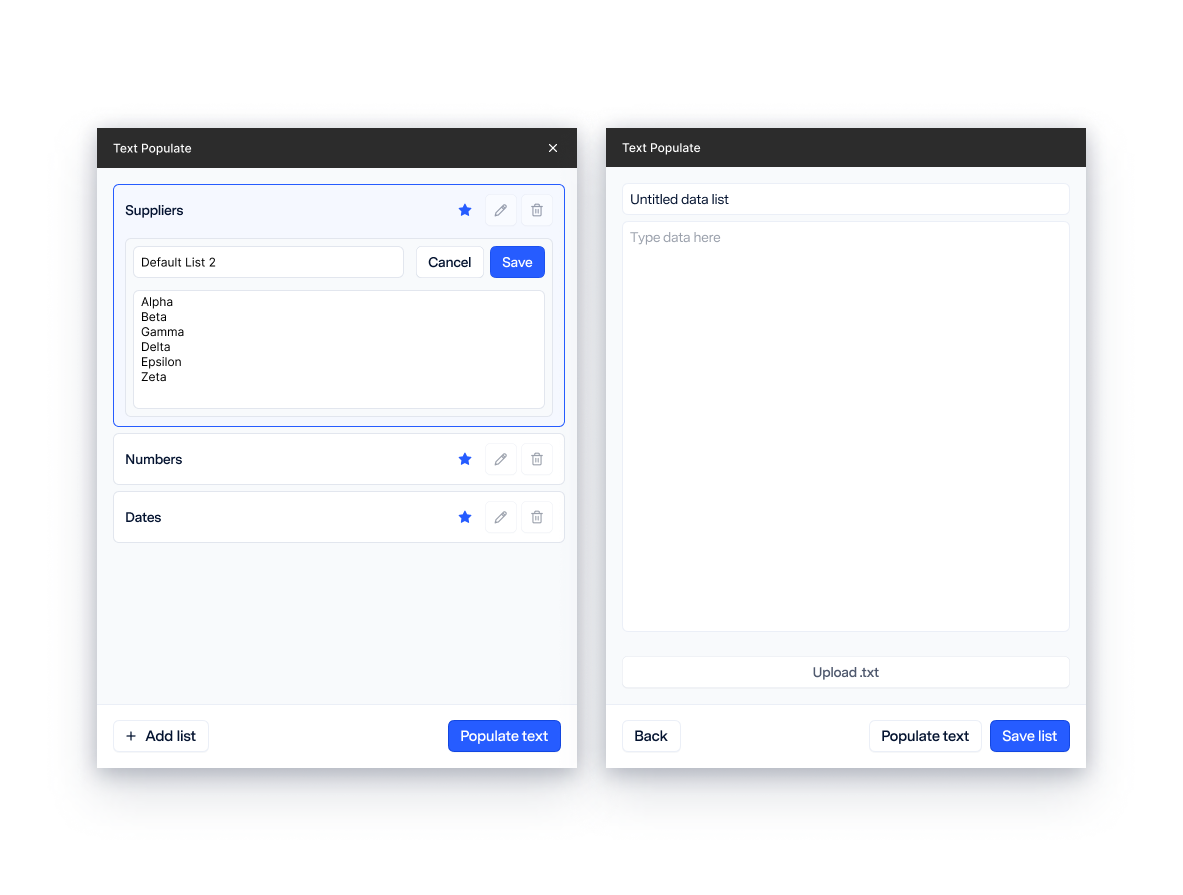 Text Populate
Suppliers
Default List 2
Cancel
Save
Alpha
Beta
Gamma
Delta
Epsilon
Zeta
Numbers
Dates
Add list
Populate text
Text Populate
Untitled data list
Type data here
Upload .txt
Back
Populate text
Save list